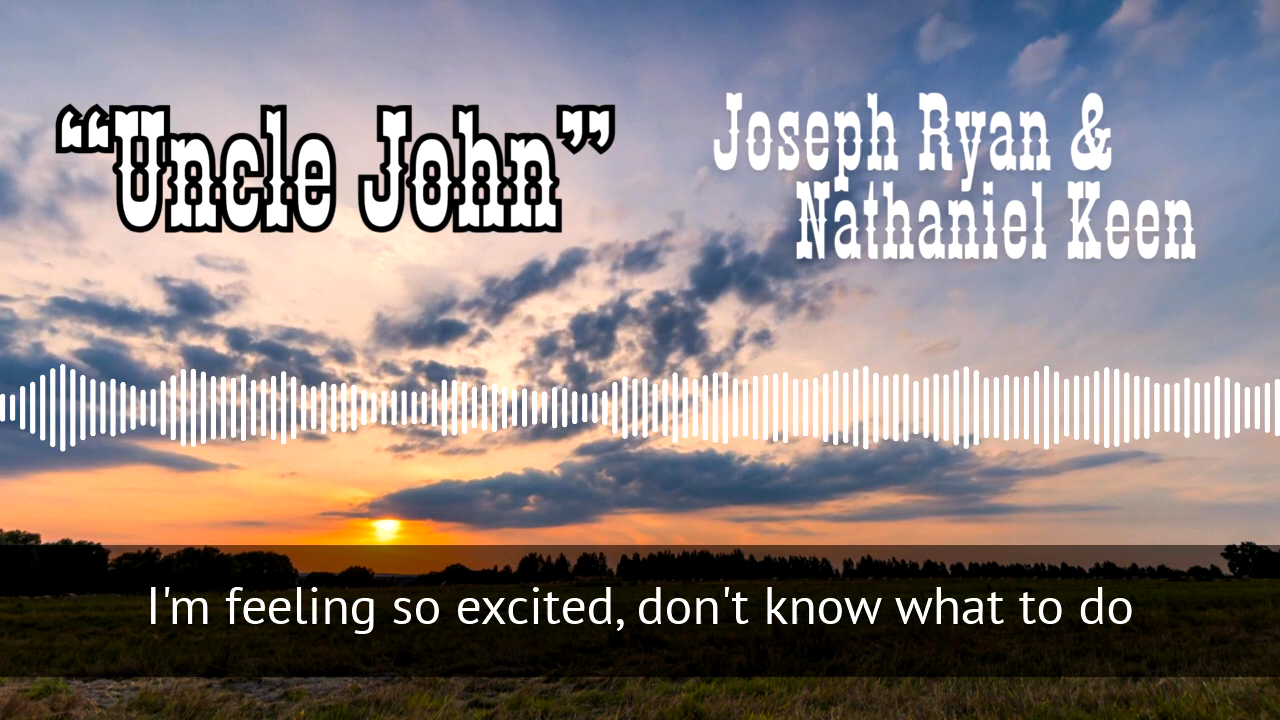 “Uncle John”
Joseph Ryan &
Nathaniel Keen
I'm feeling so excited, don't know what to do